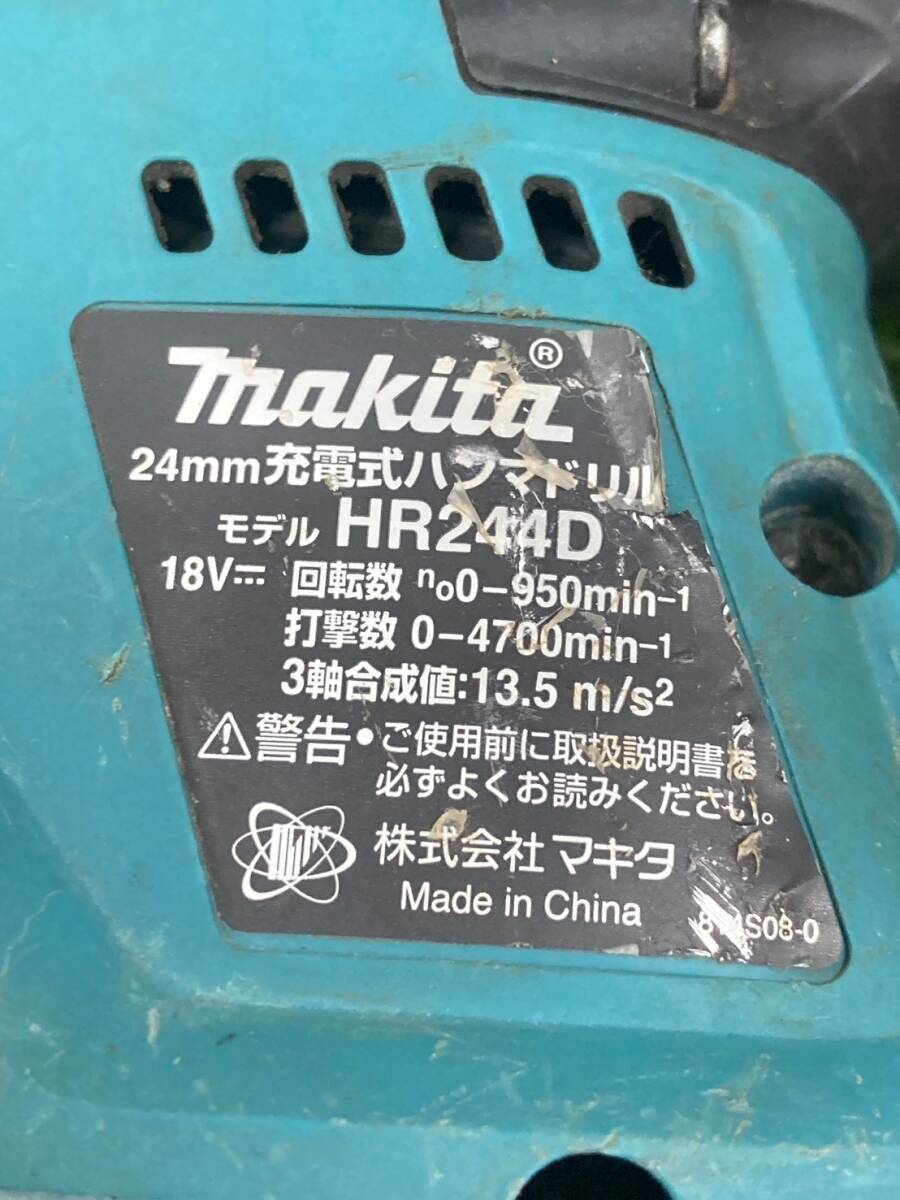 makita®
24mm充電式ハンマドリル
モデル HR244D
18V⎓ 回転数 n₀0-950min-1
打撃数 0-4700min-1
3軸合成値:13.5 m/s2
⚠警告•ご使用前に取扱説明書を
必ずよくお読みください。
株式会社 マキタ
Made in China